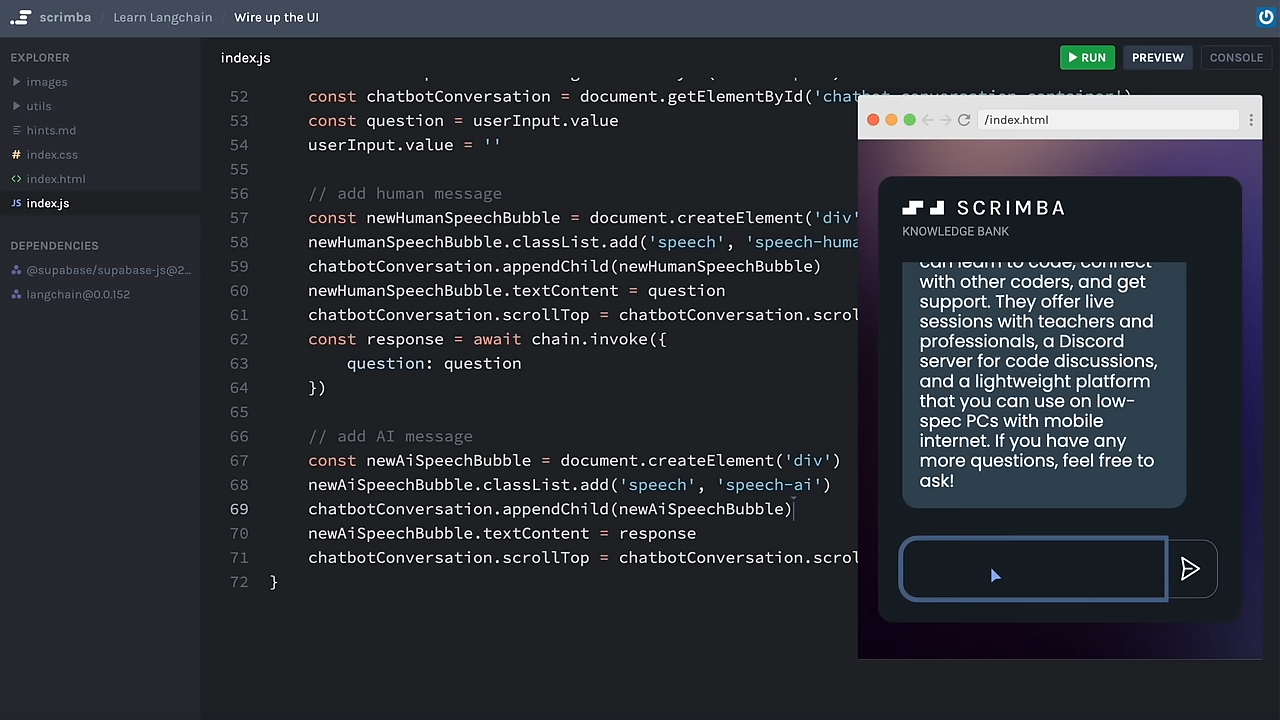 scrimba / Learn Langchain / Wire up the UI
EXPLORER
images
utils
hints.md
# index.css
<> index.html
JS index.js
DEPENDENCIES
@supabase/supabase-js@2...
langchain@0.0.152
index.js
RUN
PREVIEW
CONSOLE
52 const chatbotConversation = document.getElementById('chatbot-conversation-container')
53 const question = userInput.value
54 userInput.value = ''
55
56 // add human message
57 const newHumanSpeechBubble = document.createElement('div'
58 newHumanSpeechBubble.classList.add('speech', 'speech-huma
59 chatbotConversation.appendChild(newHumanSpeechBubble)
60 newHumanSpeechBubble.textContent = question
61 chatbotConversation.scrollTop = chatbotConversation.scrol
62 const response = await chain.invoke({
63 question: question
64 })
65
66 // add AI message
67 const newAiSpeechBubble = document.createElement('div')
68 newAiSpeechBubble.classList.add('speech', 'speech-ai')
69 chatbotConversation.appendChild(newAiSpeechBubble)
70 newAiSpeechBubble.textContent = response
71 chatbotConversation.scrollTop = chatbotConversation.scrol
72 }
/index.html
SCRIMBA
KNOWLEDGE BANK
can learn to code, connect
with other coders, and get
support. They offer live
sessions with teachers and
professionals, a Discord
server for code discussions,
and a lightweight platform
that you can use on low-
spec PCs with mobile
internet. If you have any
more questions, feel free to
ask!